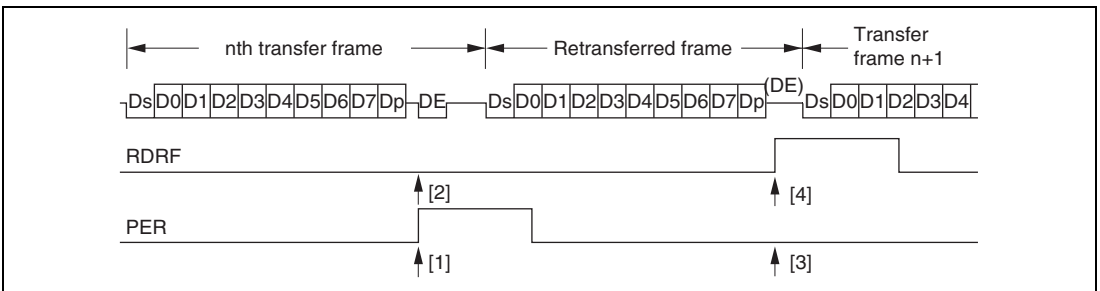 nth transfer frame
Retransferred frame
Transfer
frame n+1
Ds D0 D1 D2 D3 D4 D5 D6 D7 Dp DE
Ds D0 D1 D2 D3 D4 D5 D6 D7 Dp (DE)
Ds D0 D1 D2 D3 D4
RDRF
[2]
[4]
PER
[1]
[3]